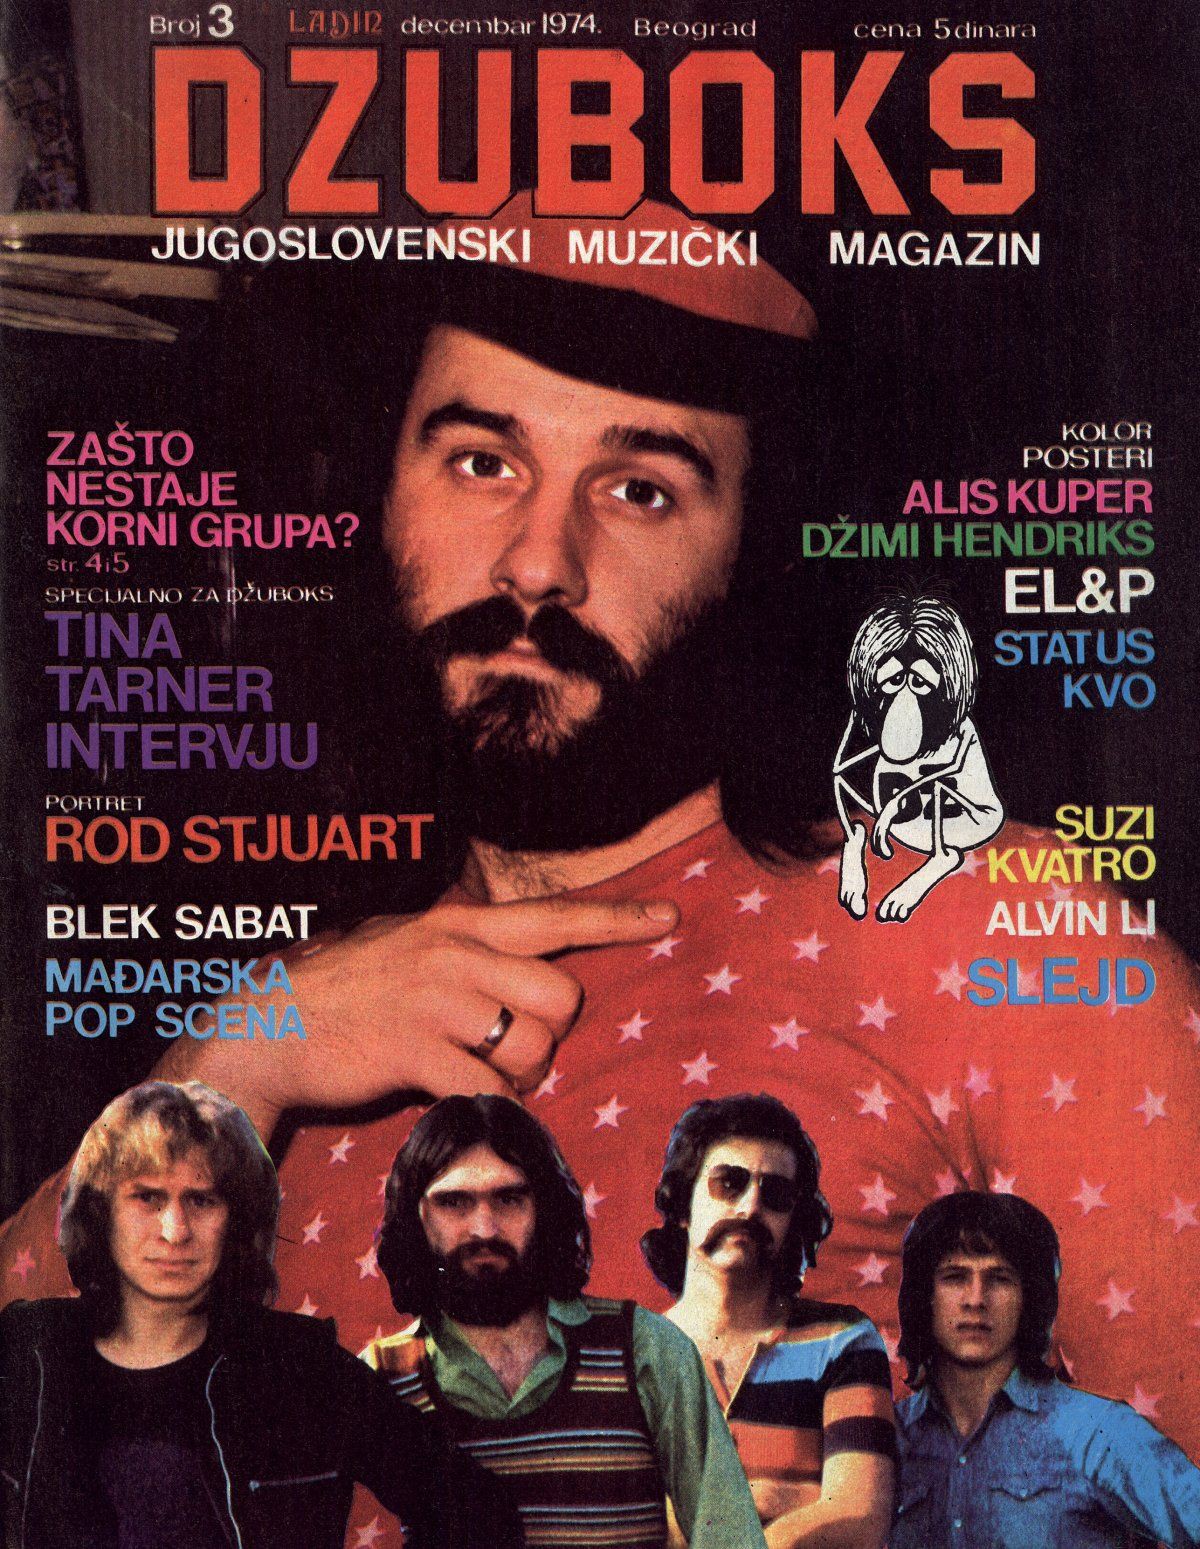 Broj 3 LADIN decembar 1974. Beograd cena 5 dinara
DZUBOKS
JUGOSLOVENSKI MUZIČKI MAGAZIN
ZAŠTO
NESTAJE
KORNI GRUPA?
str. 4 i 5
SPECIJALNO ZA DŽUBOKS
TINA
TARNER
INTERVJU
PORTRET
ROD STJUART
BLEK SABAT
MAĐARSKA
POP SCENA
KOLOR
POSTERI
ALIS KUPER
DŽIMI HENDRIKS
EL&P
STATUS
KVO
SUZI
KVATRO
ALVIN LI
SLEJD